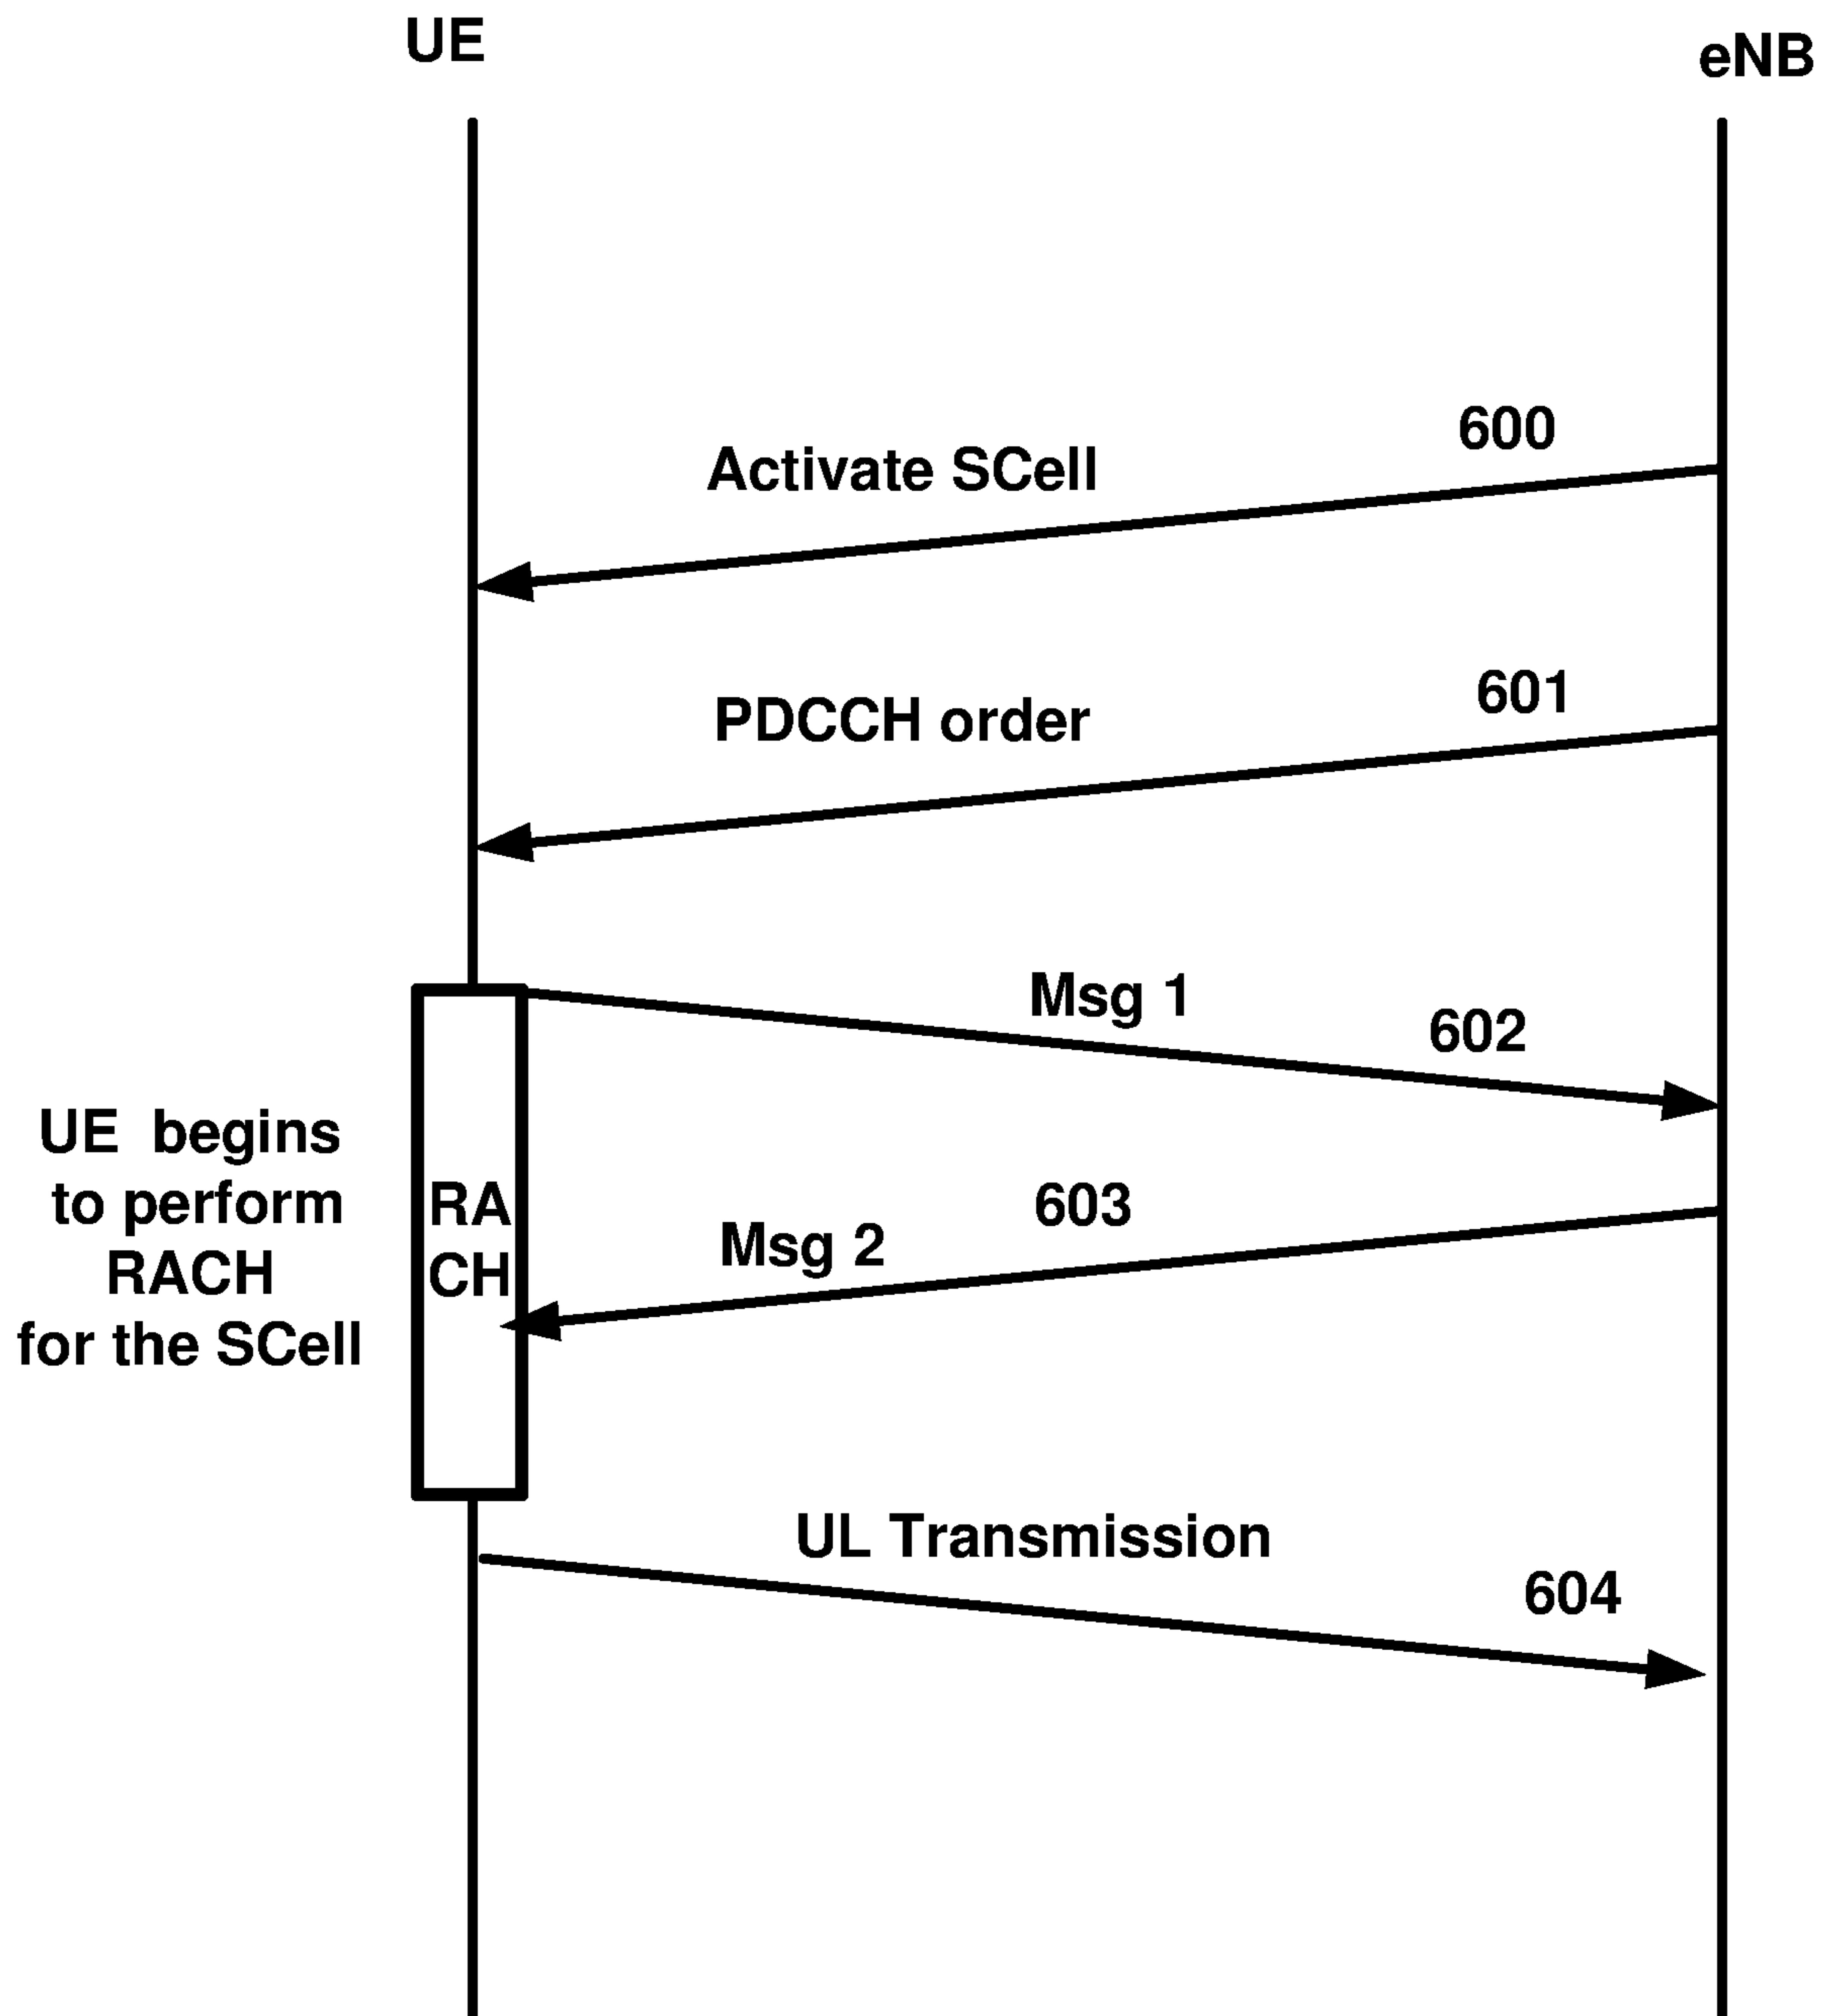 UE
eNB
600
Activate SCell
601
PDCCH order
Msg 1
602
UE begins
to perform
RACH
for the SCell
RA
CH
603
Msg 2
UL Transmission
604